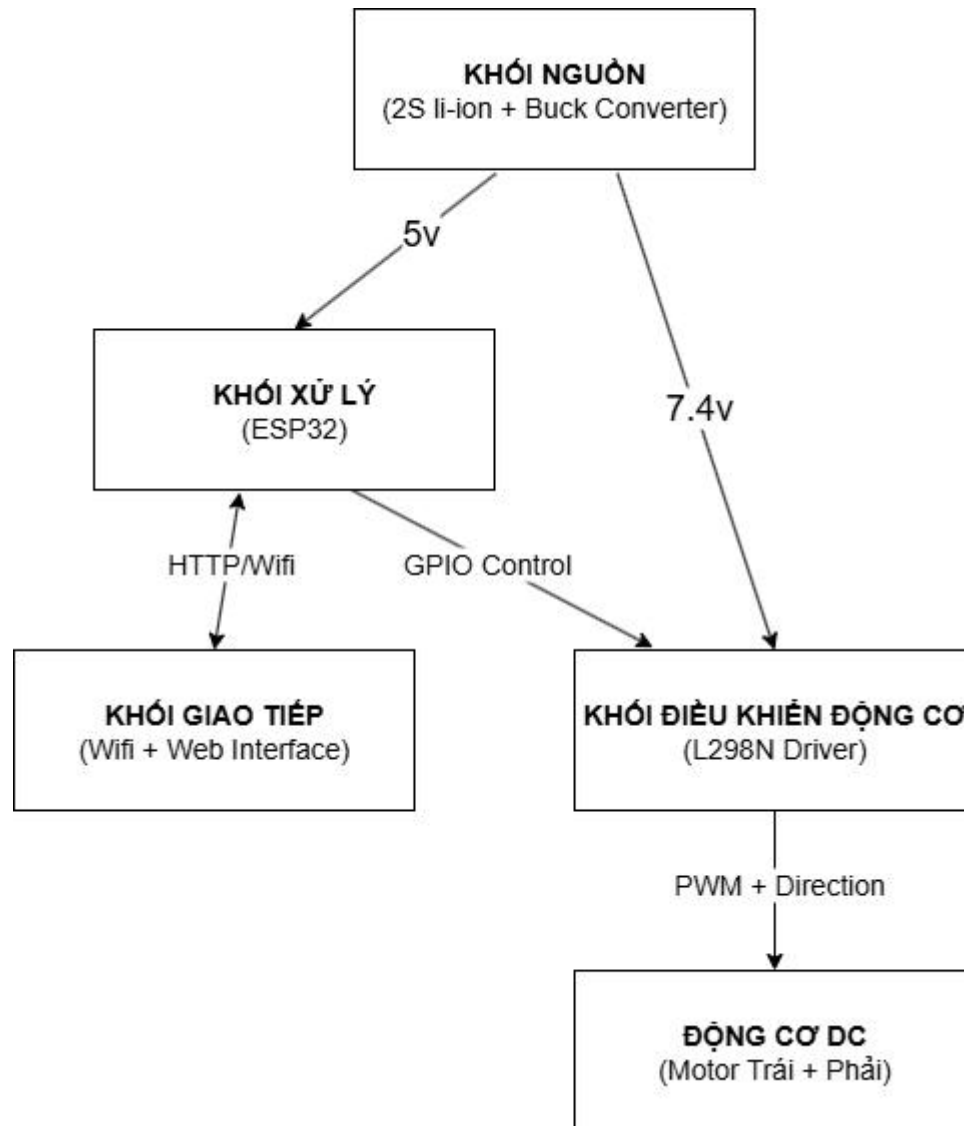 KHỐI NGUỒN
(2S li-ion + Buck Converter)
5v
7.4v
KHỐI XỬ LÝ
(ESP32)
HTTP/Wifi
GPIO Control
KHỐI GIAO TIẾP
(Wifi + Web Interface)
KHỐI ĐIỀU KHIỂN ĐỘNG CƠ
(L298N Driver)
PWM + Direction
ĐỘNG CƠ DC
(Motor Trái + Phải)